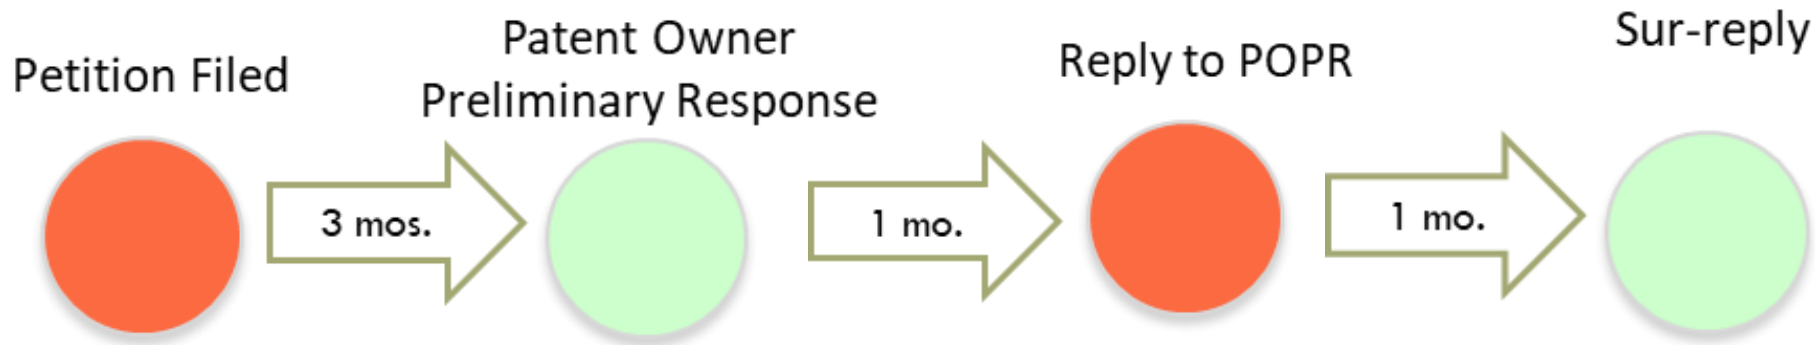 Petition Filed
Patent Owner
Preliminary Response
Reply to POPR
Sur-reply
3 mos.
1 mo.
1 mo.